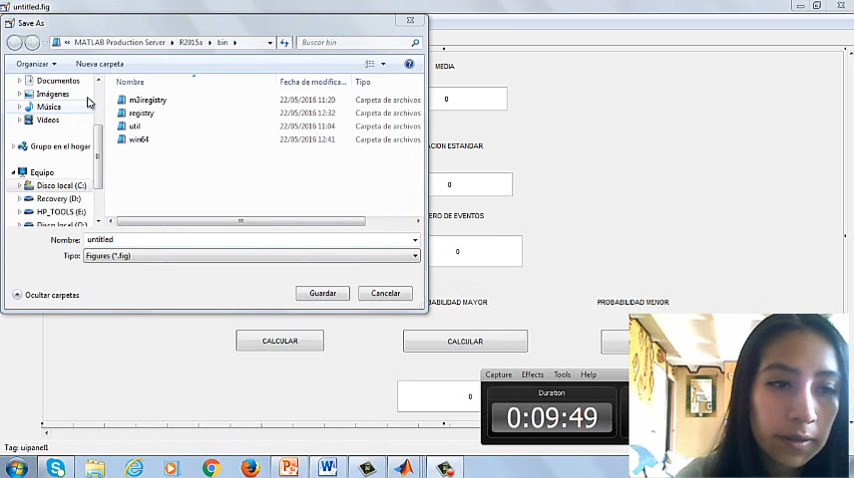 untitled.fig
Save As
« MATLAB Production Server ▸ R2015a ▸ bin ▸
Buscar bin
Organizar
Nueva carpeta
Documentos
Imágenes
Música
Vídeos
Grupo en el hogar
Equipo
Disco local (C:)
Recovery (D:)
HP_TOOLS (E:)
Nombre
Fecha de modifica...
Tipo
m3iregistry
22/05/2016 11:20
Carpeta de archivos
registry
22/05/2016 12:32
Carpeta de archivos
util
22/05/2016 11:04
Carpeta de archivos
win64
22/05/2016 12:41
Carpeta de archivos
Nombre:
untitled
Tipo:
Figures (*.fig)
Ocultar carpetas
Guardar
Cancelar
MEDIA
0
ACION ESTANDAR
0
ERO DE EVENTOS
0
ABILIDAD MAYOR
PROBABILIDAD MENOR
CALCULAR
CALCULAR
0
Capture
Effects
Tools
Help
Duration
0:09:49
Tag: uipanel1